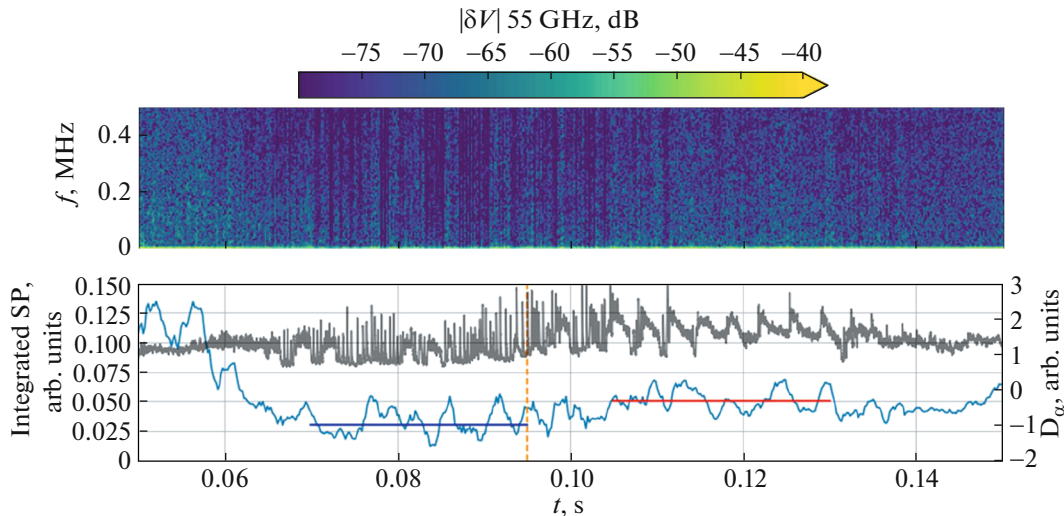 |δV| 55 GHz, dB
−75 −70 −65 −60 −55 −50 −45 −40
f, MHz
0.4
0.2
0
Integrated SP,
arb. units
0.150
0.125
0.100
0.075
0.050
0.025
0
3
2
1
0
−1
−2
Dα, arb. units
0.06 0.08 0.10 0.12 0.14
t, s